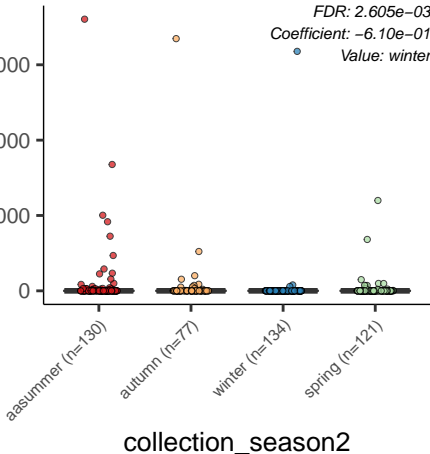 FDR: 2.605e−03
Coefficient: −6.10e−01
Value: winter
000
000
000
0
aasummer (n=130)
autumn (n=77)
winter (n=134)
spring (n=121)
collection_season2